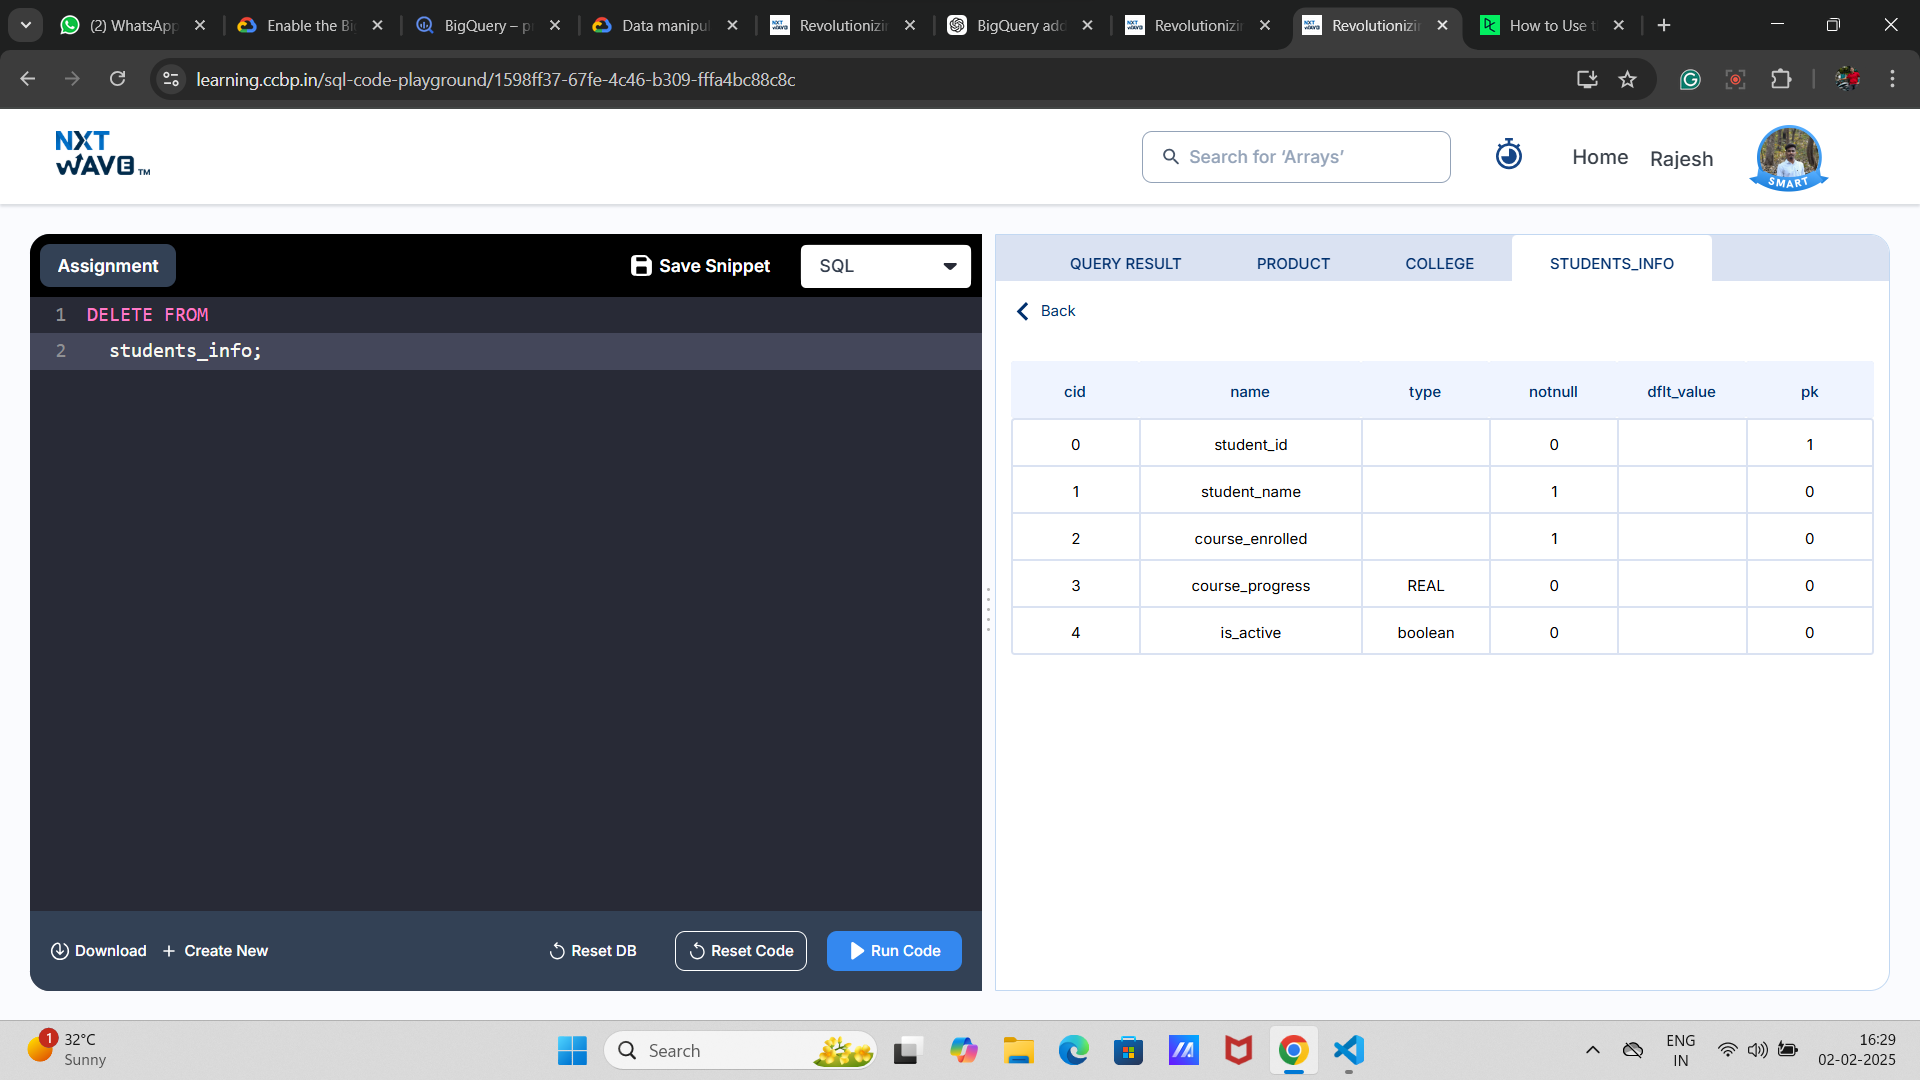 (2) WhatsApp
Enable the Bi
BigQuery – p
Data manipul
Revolutionizin
BigQuery add
Revolutionizin
Revolutionizin
How to Use t
learning.ccbp.in/sql-code-playground/1598ff37-67fe-4c46-b309-fffa4bc88c8c
NXT
WAVE TM
Search for ‘Arrays’
Home
Rajesh
SMART
Assignment
Save Snippet
SQL
QUERY RESULT
PRODUCT
COLLEGE
STUDENTS_INFO
1 DELETE FROM
2 students_info;
Back
cid name type notnull dflt_value pk
0 student_id 0 1
1 student_name 1 0
2 course_enrolled 1 0
3 course_progress REAL 0 0
4 is_active boolean 0 0
Download
+ Create New
Reset DB
Reset Code
Run Code
1
32°C
Sunny
Search
ENG
IN
16:29
02-02-2025